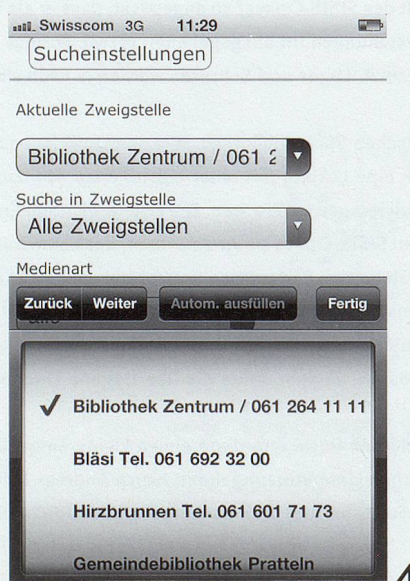 Swisscom 3G 11:29
Sucheinstellungen
Aktuelle Zweigstelle
Bibliothek Zentrum / 061 2
Suche in Zweigstelle
Alle Zweigstellen
Medienart
Zurück Weiter Autom. ausfüllen Fertig
✓ Bibliothek Zentrum / 061 264 11 11
Bläsi Tel. 061 692 32 00
Hirzbrunnen Tel. 061 601 71 73
Gemeindebibliothek Pratteln